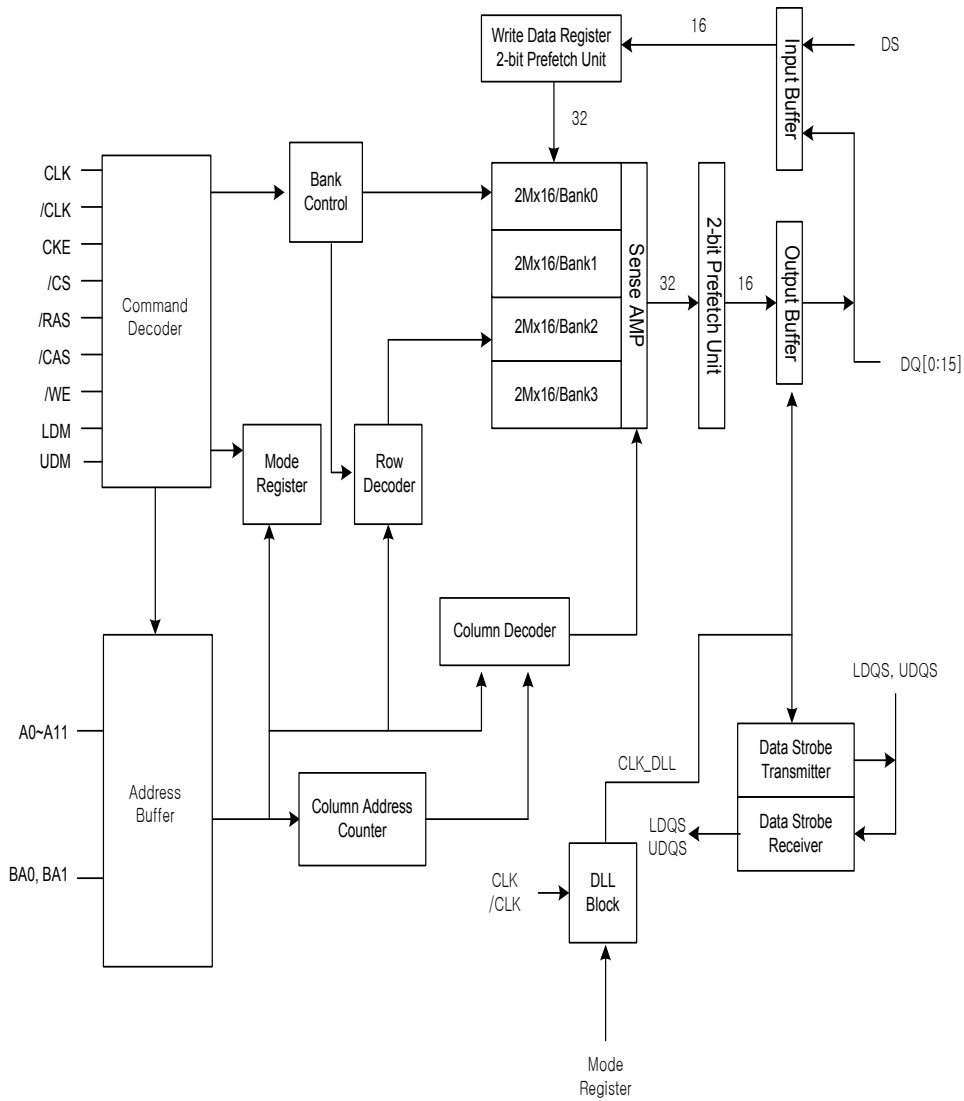 Write Data Register
2-bit Prefetch Unit
16
Input Buffer
DS
32
CLK
/CLK
CKE
/CS
/RAS
/CAS
/WE
LDM
UDM
Command
Decoder
Bank
Control
2Mx16/Bank0
2Mx16/Bank1
2Mx16/Bank2
2Mx16/Bank3
Sense AMP
32
2-bit Prefetch Unit
16
Output Buffer
DQ[0:15]
Mode
Register
Row
Decoder
Column Decoder
A0~A11
BA0, BA1
Address
Buffer
Column Address
Counter
CLK_DLL
LDQS, UDQS
Data Strobe
Transmitter
Data Strobe
Receiver
LDQS
UDQS
CLK
/CLK
DLL
Block
Mode
Register